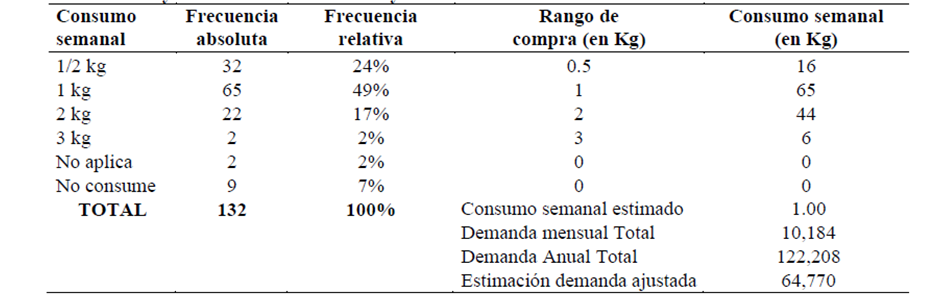 Consumo semanal Frecuencia absoluta Frecuencia relativa Rango de compra (en Kg) Consumo semanal (en Kg)
1/2 kg 32 24% 0.5 16
1 kg 65 49% 1 65
2 kg 22 17% 2 44
3 kg 2 2% 3 6
No aplica 2 2% 0 0
No consume 9 7% 0 0
TOTAL 132 100% Consumo semanal estimado 1.00
Demanda mensual Total 10,184
Demanda Anual Total 122,208
Estimación demanda ajustada 64,770